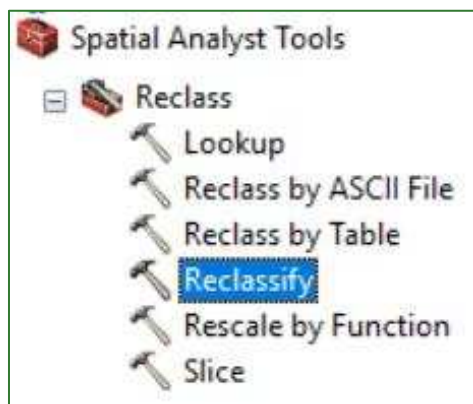 Spatial Analyst Tools
Reclass
Lookup
Reclass by ASCII File
Reclass by Table
Reclassify
Rescale by Function
Slice